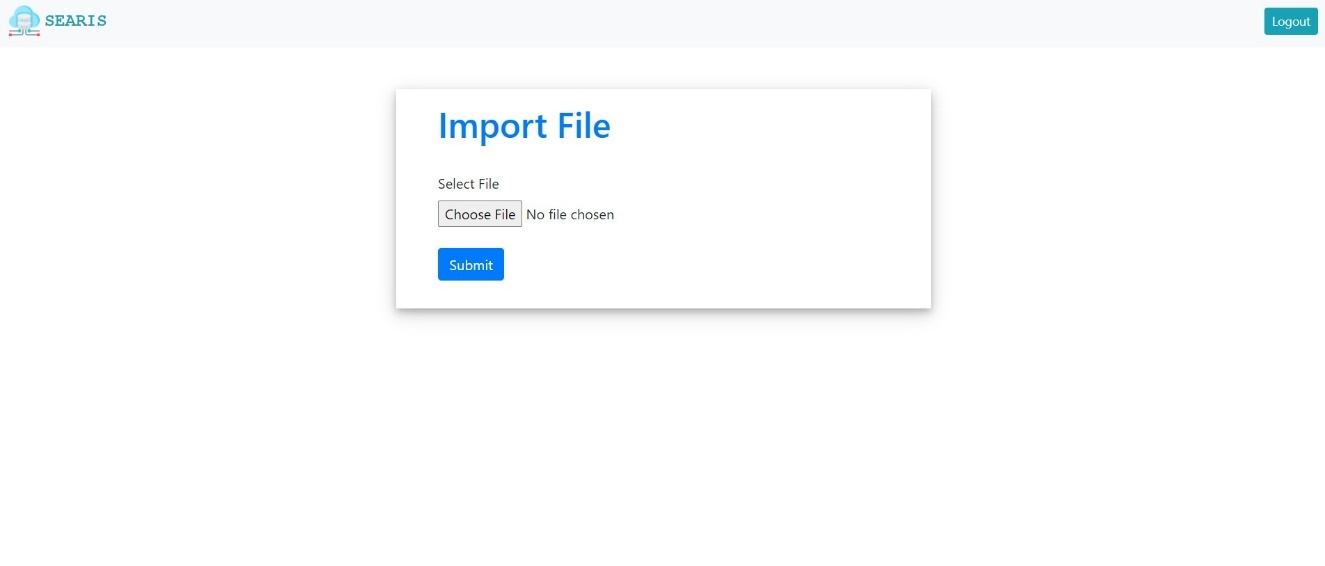 SEARIS
Logout
Import File
Select File
Choose File No file chosen
Submit